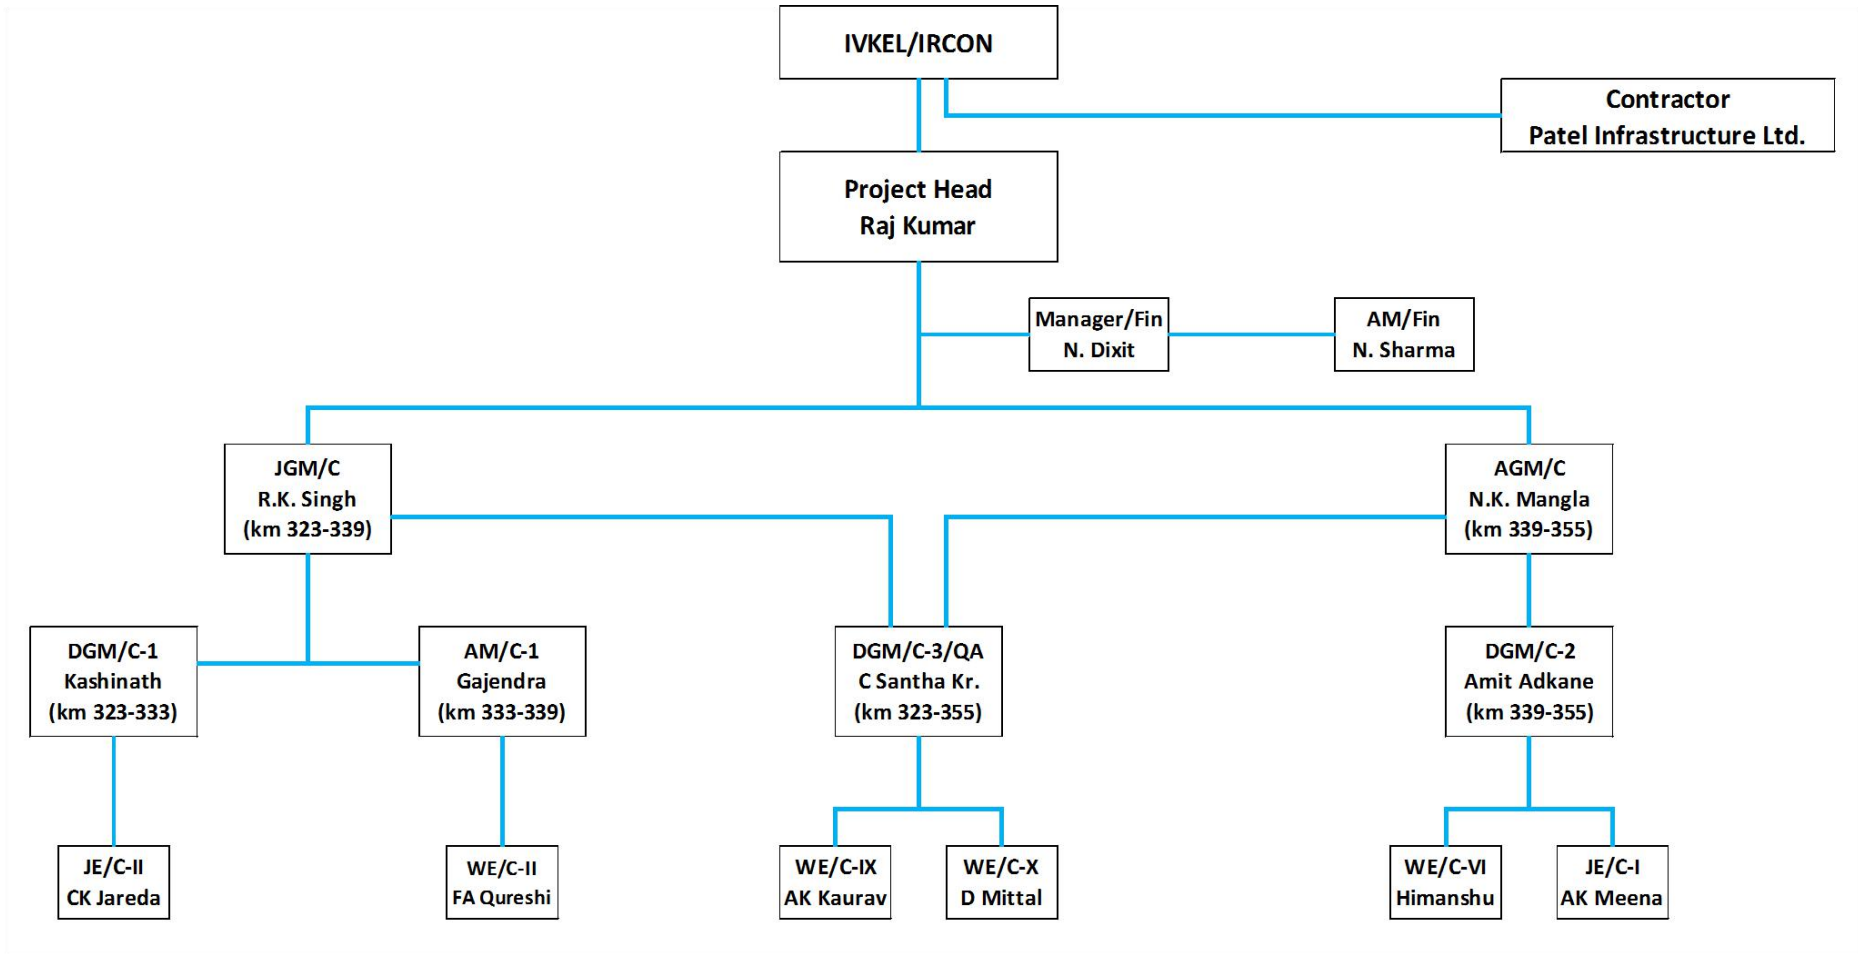 IVKEL/IRCON
Contractor
Patel Infrastructure Ltd.
Project Head
Raj Kumar
Manager/Fin
N. Dixit
AM/Fin
N. Sharma
JGM/C
R.K. Singh
(km 323-339)
AGM/C
N.K. Mangla
(km 339-355)
DGM/C-1
Kashinath
(km 323-333)
AM/C-1
Gajendra
(km 333-339)
DGM/C-3/QA
C Santha Kr.
(km 323-355)
DGM/C-2
Amit Adkane
(km 339-355)
JE/C-II
CK Jareda
WE/C-II
FA Qureshi
WE/C-IX
AK Kaurav
WE/C-X
D Mittal
WE/C-VI
Himanshu
JE/C-I
AK Meena